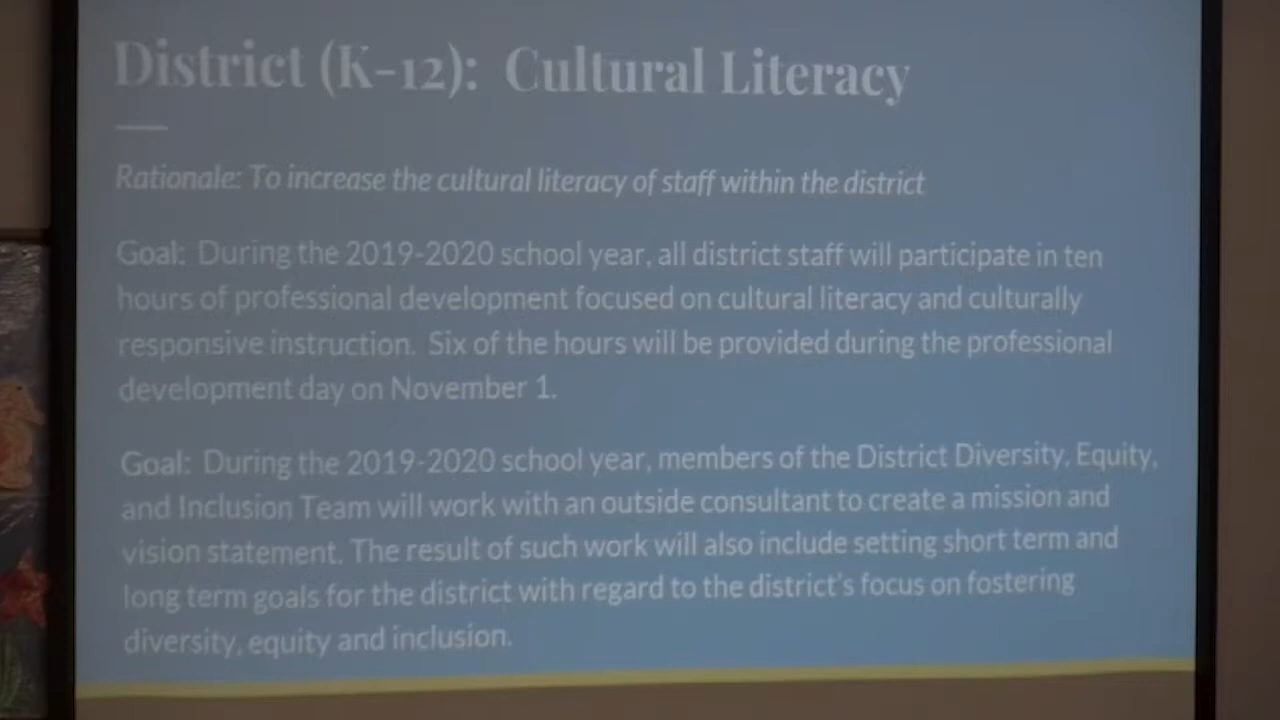 District (K-12): Cultural Literacy
Rationale: To increase the cultural literacy of staff within the district
Goal: During the 2019-2020 school year, all district staff will participate in ten
hours of professional development focused on cultural literacy and culturally
responsive instruction. Six of the hours will be provided during the professional
development day on November 1.
Goal: During the 2019-2020 school year, members of the District Diversity, Equity,
and Inclusion Team will work with an outside consultant to create a mission and
vision statement. The result of such work will also include setting short term and
long term goals for the district with regard to the district's focus on fostering
diversity, equity and inclusion.